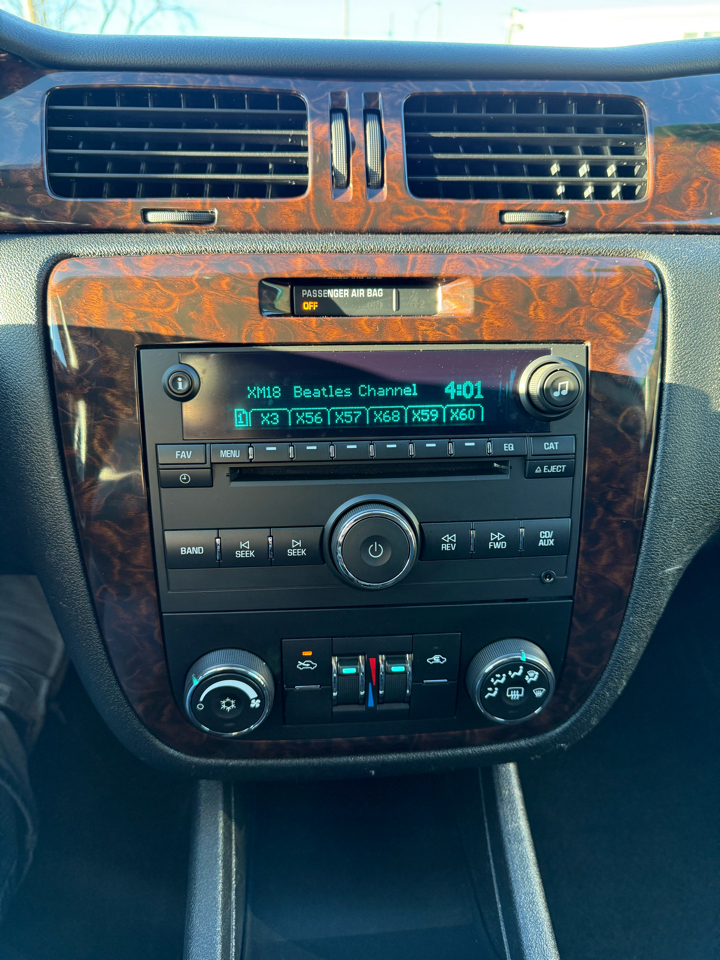 PASSENGER AIR BAG
OFF
XM18 Beatles Channel 4:01
1 X3 X56 X57 X68 X59 X60
FAV MENU EQ CAT
EJECT
BAND SEEK SEEK REV FWD CD/AUX